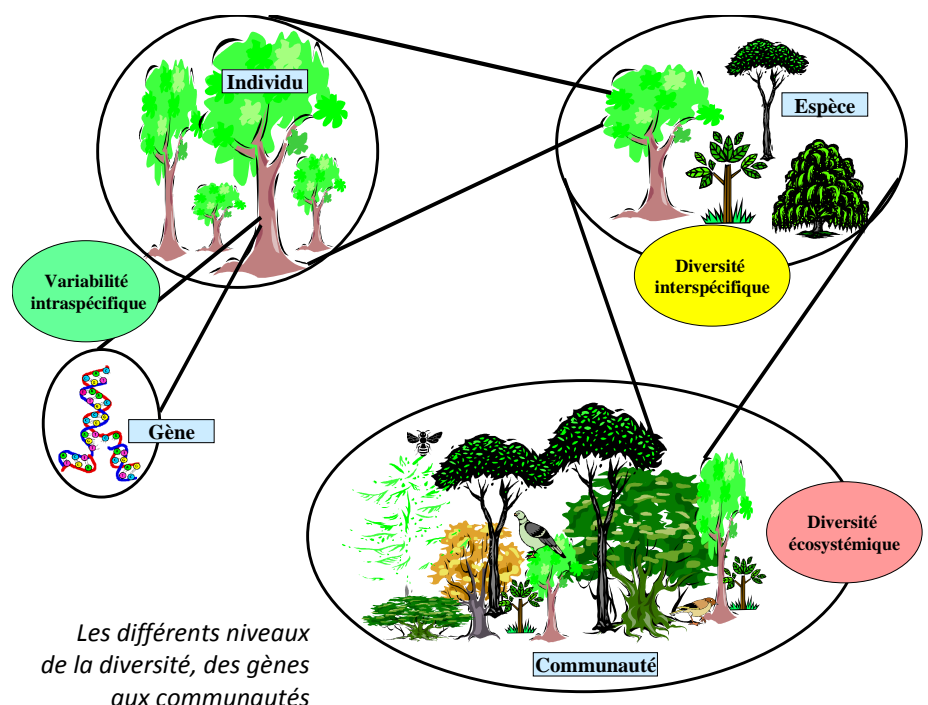 Individu
Espèce
Variabilité
intraspécifique
Diversité
interspécifique
Gène
Diversité
écosystémique
Communauté
Les différents niveaux
de la diversité, des gènes
aux communautés